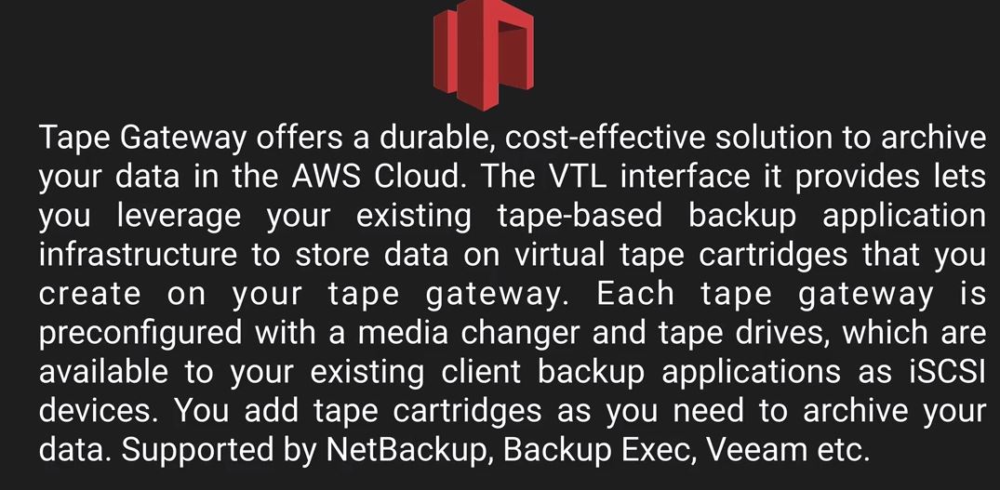 Tape Gateway offers a durable, cost-effective solution to archive
your data in the AWS Cloud. The VTL interface it provides lets
you leverage your existing tape-based backup application
infrastructure to store data on virtual tape cartridges that you
create on your tape gateway. Each tape gateway is
preconfigured with a media changer and tape drives, which are
available to your existing client backup applications as iSCSI
devices. You add tape cartridges as you need to archive your
data. Supported by NetBackup, Backup Exec, Veeam etc.